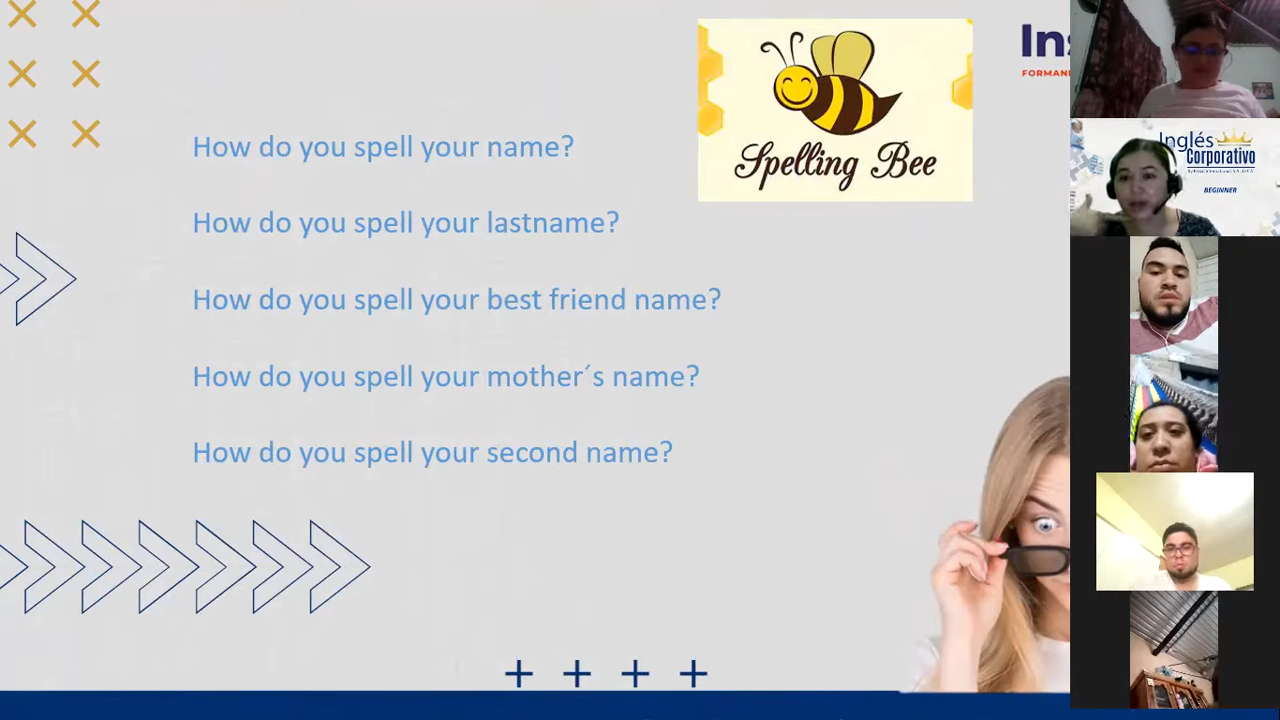 How do you spell your name?
How do you spell your lastname?
How do you spell your best friend name?
How do you spell your mother´s name?
How do you spell your second name?
Spelling Bee
Ins
FORMAN
Inglés
Corporativo
BEGINNER